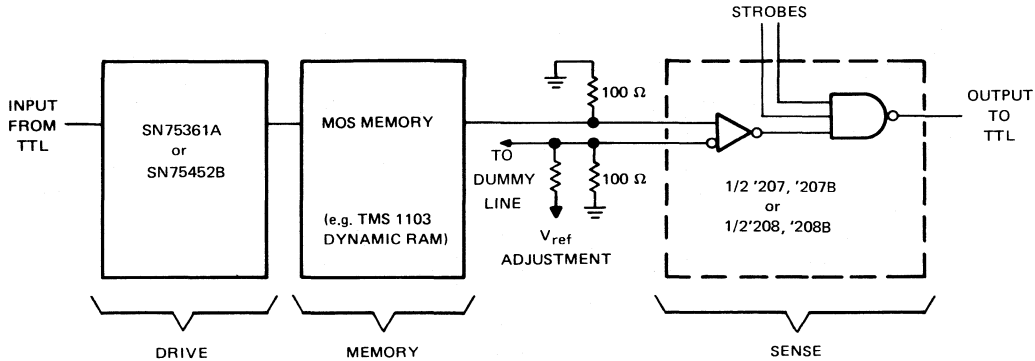 STROBES
INPUT
FROM
TTL
SN75361A
or
SN75452B
MOS MEMORY
(e.g. TMS 1103
DYNAMIC RAM)
100 Ω
TO
DUMMY
LINE
100 Ω
Vref
ADJUSTMENT
1/2 '207, '207B
or
1/2'208, '208B
OUTPUT
TO
TTL
DRIVE
MEMORY
SENSE